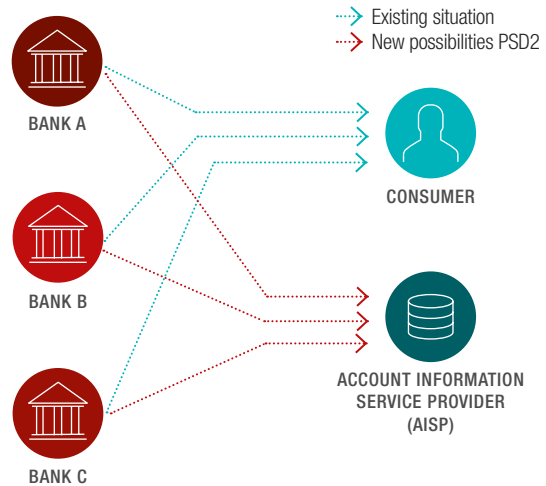 Existing situation
New possibilities PSD2
BANK A
CONSUMER
BANK B
ACCOUNT INFORMATION
SERVICE PROVIDER
(AISP)
BANK C